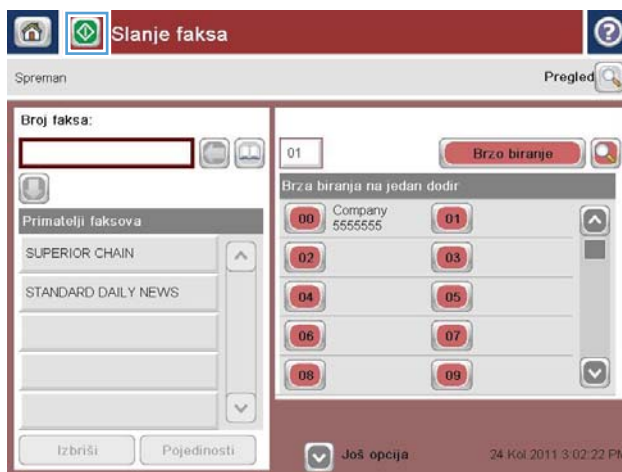 Slanje faksa
Spreman
Pregled
Broj faksa:
Primatelji faksova
SUPERIOR CHAIN
STANDARD DAILY NEWS
Izbriši
Pojedinosti
01
Brzo biranje
Brza biranja na jedan dodir
00 Company 01
5555555
02 03
04 05
06 07
08 09
Još opcija
24 Kol 2011 3:02:22 PM